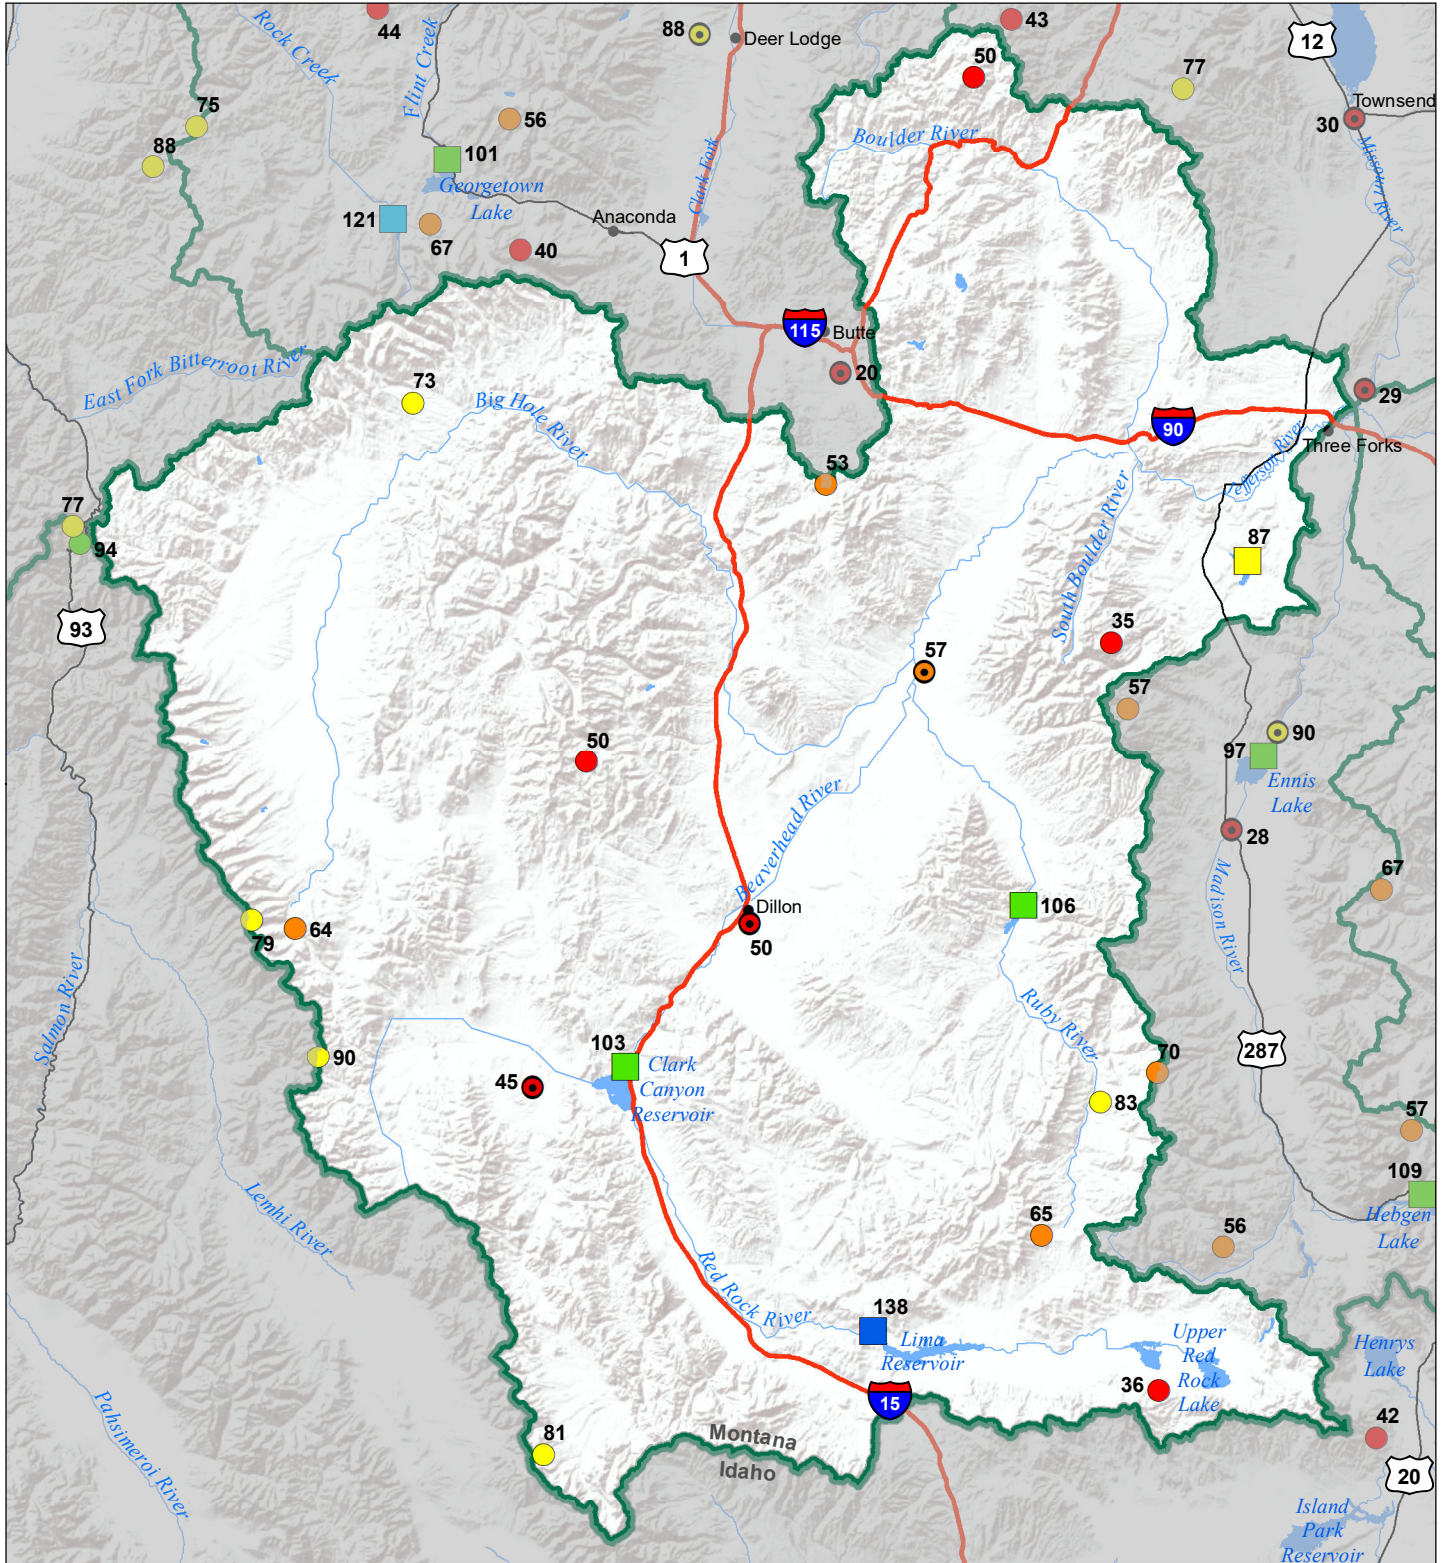 44
Rock Creek
Flint Creek
88
Deer Lodge
43
50
12
77
Townsend
30
75
56
88
101
Georgetown
Lake
Clark Fork
Boulder River
Missouri River
121
67
40
Anaconda
1
115
Butte
20
East Fork Bitterroot River
73
Big Hole River
29
90
Three Forks
Jefferson River
53
77
94
87
South Boulder River
93
35
57
57
90
97
Ennis
Lake
50
28
Beaverhead River
Madison River
67
Dillon
50
106
79
64
Salmon River
Ruby River
287
90
103
Clark
Canyon
Reservoir
45
70
83
57
109
Hebgen
Lake
Lemhi River
65
56
Red Rock River
138
Lima
Reservoir
Upper
Red
Rock
Lake
Henrys
Lake
36
15
42
Pahsimeroi River
81
Montana
Idaho
20
Island
Park
Reservoir